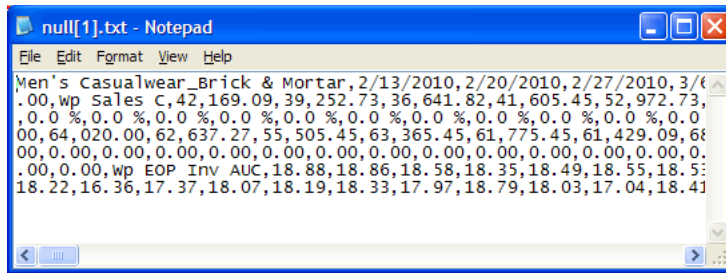 null[1].txt - Notepad
File Edit Format View Help
Men's Casualwear_Brick & Mortar,2/13/2010,2/20/2010,2/27/2010,3/6
.00,Wp Sales C,42,169.09,39,252.73,36,641.82,41,605.45,52,972.73,
,0.0 %,0.0 %,0.0 %,0.0 %,0.0 %,0.0 %,0.0 %,0.0 %,0.0 %,0.0
00,64,020.00,62,637.27,55,505.45,63,365.45,61,775.45,61,429.09,68
00,0.00,0.00,0.00,0.00,0.00,0.00,0.00,0.00,0.00,0.00,0.00,0.
.00,0.00,Wp EOP Inv AUC,18.88,18.86,18.58,18.35,18.49,18.55,18.53
18.22,16.36,17.37,18.07,18.19,18.33,17.97,18.79,18.03,17.04,18.41